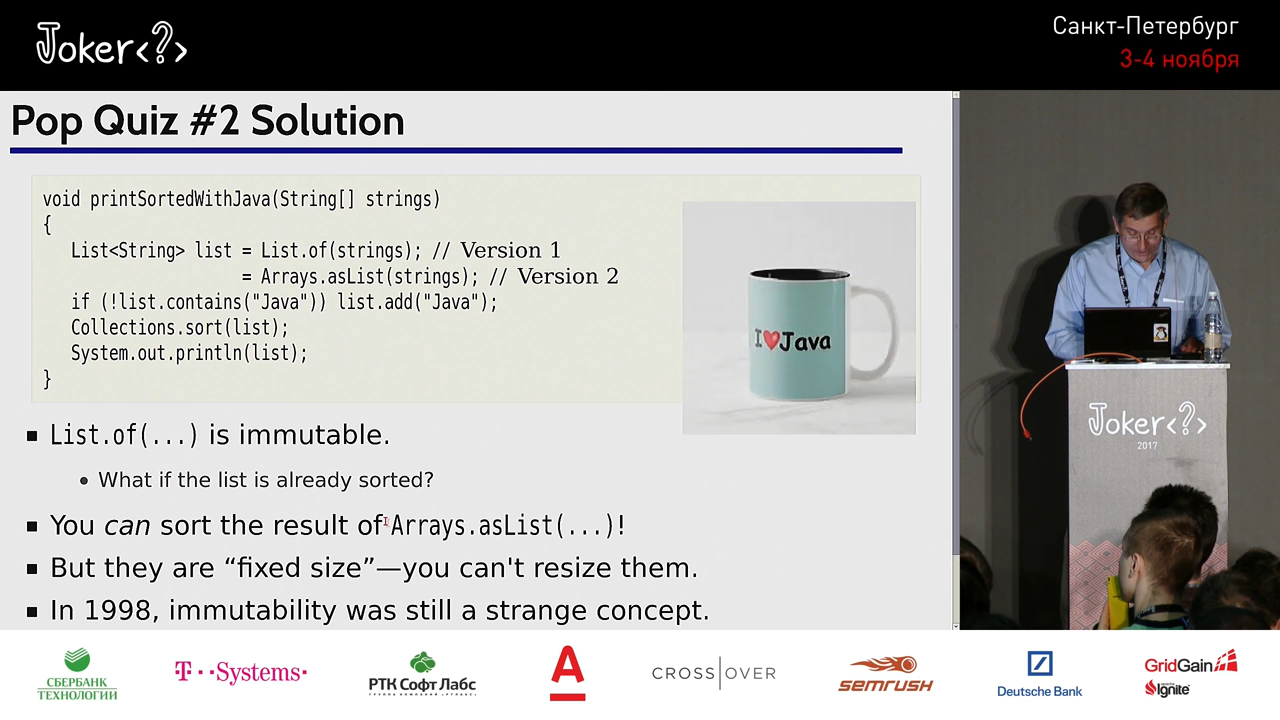 Joker<?>
Санкт-Петербург
3-4 ноября
Pop Quiz #2 Solution
void printSortedWithJava(String[] strings)
{
List<String> list = List.of(strings); // Version 1
= Arrays.asList(strings); // Version 2
if (!list.contains("Java")) list.add("Java");
Collections.sort(list);
System.out.println(list);
}
I❤Java
List.of(...) is immutable.
What if the list is already sorted?
You can sort the result of Arrays.asList(...)!
But they are “fixed size”—you can't resize them.
In 1998, immutability was still a strange concept.
Joker<?>
2017
СБЕРБАНК
ТЕХНОЛОГИИ
T··Systems·
РТК Софт Лабс
А
CROSSOVER
semrush
Deutsche Bank
GridGain
Ignite